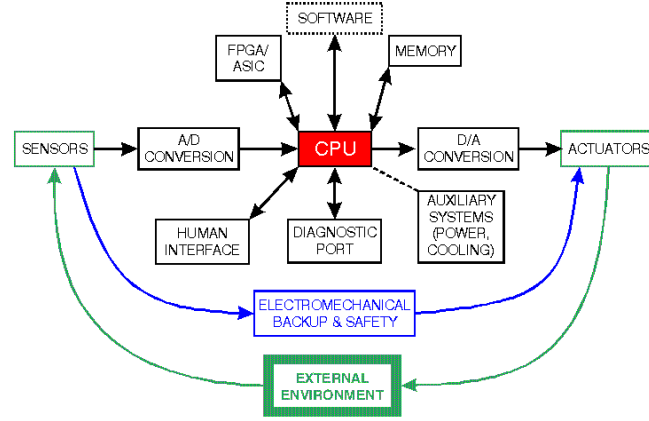 SOFTWARE
FPGA/
ASIC
MEMORY
SENSORS
A/D
CONVERSION
CPU
D/A
CONVERSION
ACTUATORS
HUMAN
INTERFACE
DIAGNOSTIC
PORT
AUXILIARY
SYSTEMS
(POWER,
COOLING)
ELECTROMECHANICAL
BACKUP & SAFETY
EXTERNAL
ENVIRONMENT